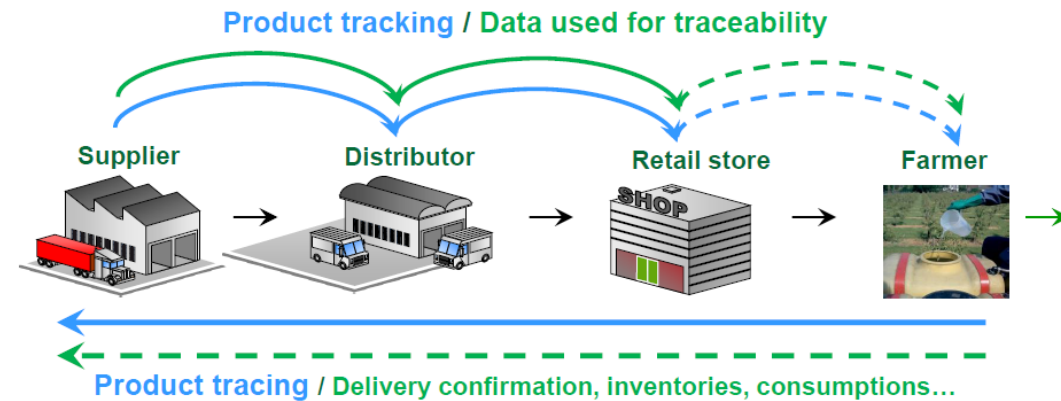 Product tracking / Data used for traceability
Supplier
Distributor
Retail store
Farmer
SHOP
Product tracing / Delivery confirmation, inventories, consumptions…